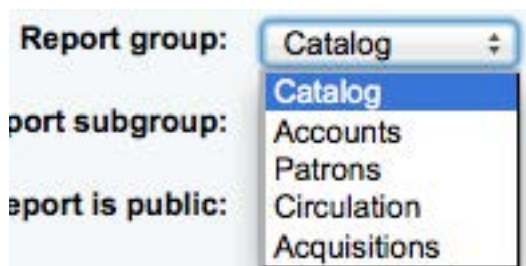 Report group: Catalog
Catalog
port subgroup: Accounts
Patrons
eport is public: Circulation
Acquisitions